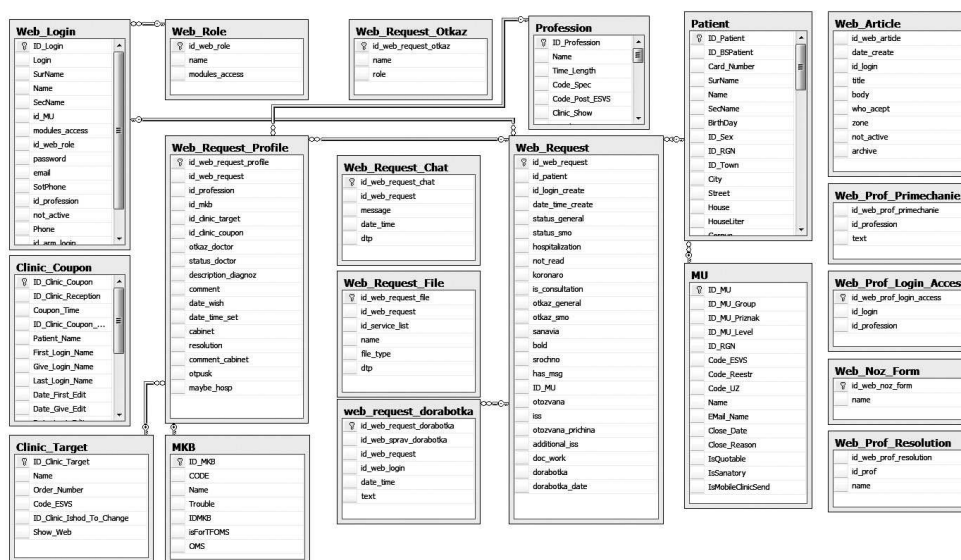 Web_Login
ID_Login
Login
SurName
Name
SecName
id_MU
modules_access
id_web_role
password
email
SotPhone
id_profession
not_active
Phone
id_arm_login
Web_Role
id_web_role
name
modules_access
Web_Request_Otkaz
id_web_request_otkaz
name
role
Profession
ID_Profession
Name
Time_Length
Code_Spec
Code_Post_ESVS
Clinic_Show
Patient
ID_Patient
ID_BSPatient
Card_Number
SurName
Name
SecName
BirthDay
ID_Sex
ID_RGN
ID_Town
City
Street
House
HouseLiter
Corpus
Web_Article
id_web_article
date_create
id_login
title
body
who_acept
zone
not_active
archive
Web_Request_Profile
id_web_request_profile
id_web_request
id_profession
id_mkb
id_clinic_target
id_clinic_coupon
otkaz_doctor
status_doctor
description_diagnoz
comment
date_wish
date_time_set
cabinet
resolution
comment_cabinet
otpusk
maybe_hosp
Web_Request_Chat
id_web_request_chat
id_web_request
message
date_time
dtp
Web_Request
id_web_request
id_patient
id_login_create
date_time_create
status_general
status_smo
hospitalization
not_read
koronaro
is_consultation
otkaz_general
otkaz_smo
sanavia
bold
srochno
has_msg
ID_MU
otozvana
iss
otozvana_prichina
additional_iss
doc_work
dorabotka
dorabotka_date
Web_Prof_Primechanie
id_web_prof_primechanie
id_profession
text
Clinic_Coupon
ID_Clinic_Coupon
ID_Clinic_Reception
Coupon_Time
ID_Clinic_Coupon_...
Patient_Name
First_Login_Name
Give_Login_Name
Last_Login_Name
Date_First_Edit
Date_Give_Edit
Web_Request_File
id_web_request_file
id_web_request
id_service_list
name
file_type
dtp
MU
ID_MU
ID_MU_Group
ID_MU_Priznak
ID_MU_Level
ID_RGN
Code_ESVS
Code_Reestr
Code_UZ
Name
EMail_Name
Close_Date
Close_Reason
IsQuotable
IsSanatory
IsMobileClinicSend
Web_Prof_Login_Acces
id_web_prof_login_access
id_login
id_profession
Web_Noz_Form
id_web_noz_form
name
web_request_dorabotka
id_web_request_dorabotka
id_web_sprav_dorabotka
id_web_request
id_web_login
date_time
text
Clinic_Target
ID_Clinic_Target
Name
Order_Number
Code_ESVS
ID_Clinic_Ishod_To_Change
Show_Web
MKB
ID_MKB
CODE
Name
Trouble
IDMKB
isForTFOMS
OMS
Web_Prof_Resolution
id_web_prof_resolution
id_prof
name